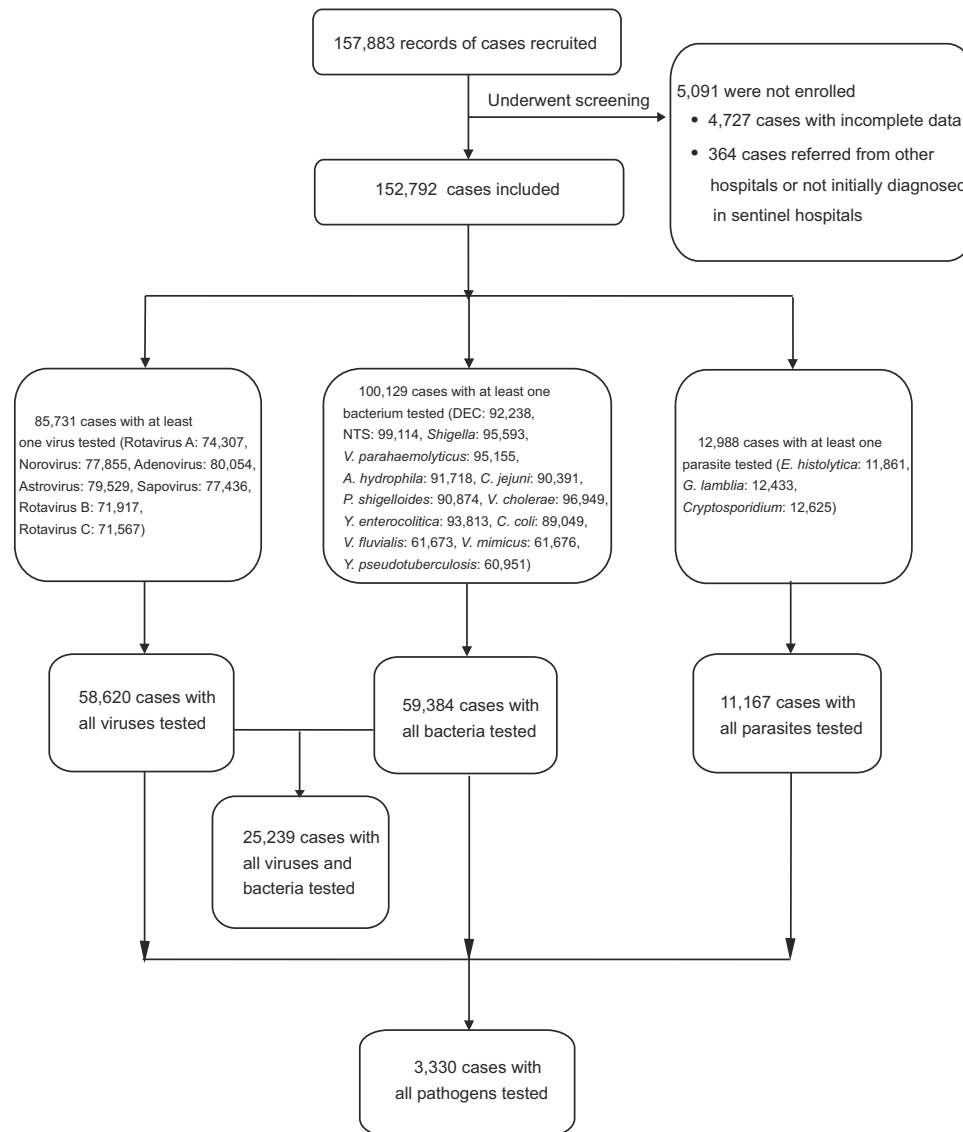 157,883 records of cases recruited
Underwent screening
5,091 were not enrolled
• 4,727 cases with incomplete data
• 364 cases referred from other
hospitals or not initially diagnosed
in sentinel hospitals
152,792 cases included
85,731 cases with at least
one virus tested (Rotavirus A: 74,307,
Norovirus: 77,855, Adenovirus: 80,054,
Astrovirus: 79,529, Sapovirus: 77,436,
Rotavirus B: 71,917,
Rotavirus C: 71,567)
100,129 cases with at least one
bacterium tested (DEC: 92,238,
NTS: 99,114, Shigella: 95,593,
V. parahaemolyticus: 95,155,
A. hydrophila: 91,718, C. jejuni: 90,391,
P. shigelloides: 90,874, V. cholerae: 96,949,
Y. enterocolitica: 93,813, C. coli: 89,049,
V. fluvialis: 61,673, V. mimicus: 61,676,
Y. pseudotuberculosis: 60,951)
12,988 cases with at least one
parasite tested (E. histolytica: 11,861,
G. lamblia: 12,433,
Cryptosporidium: 12,625)
58,620 cases with
all viruses tested
59,384 cases with
all bacteria tested
11,167 cases with
all parasites tested
25,239 cases with
all viruses and
bacteria tested
3,330 cases with
all pathogens tested